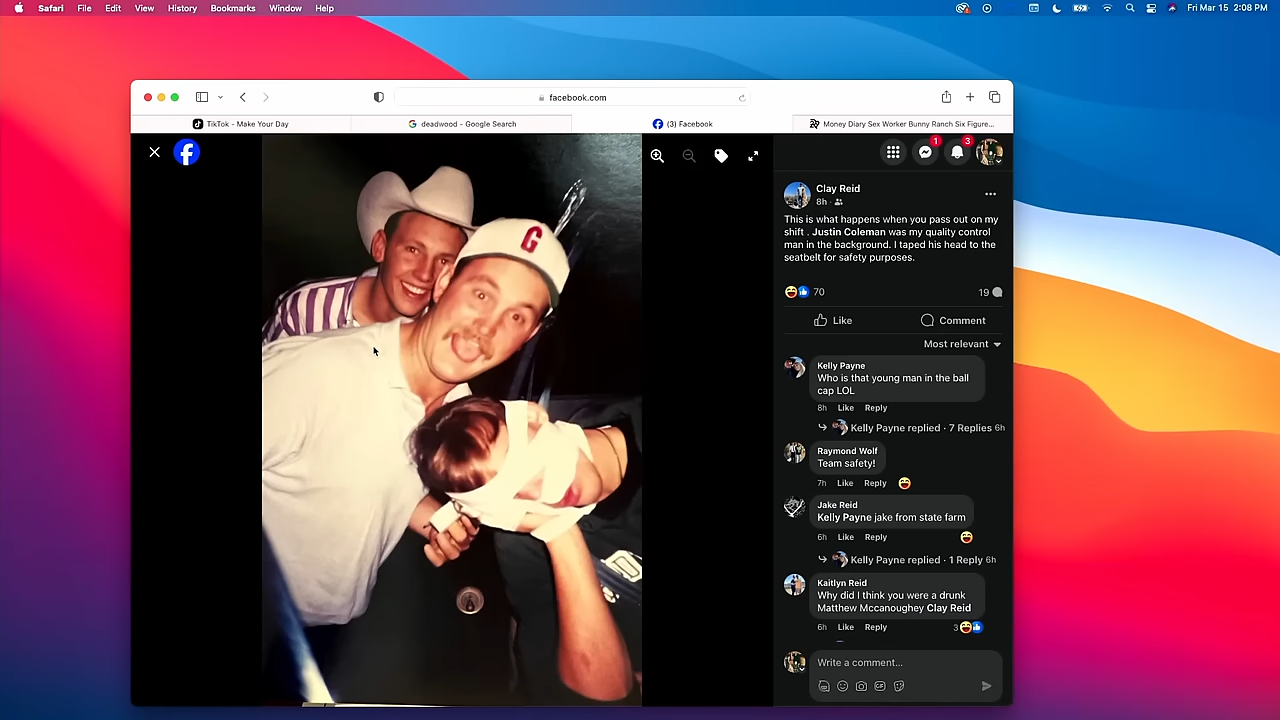 Safari File Edit View History Bookmarks Window Help Fri Mar 15 2:08 PM
facebook.com
TikTok - Make Your Day deadwood - Google Search (3) Facebook Money Diary Sex Worker Bunny Ranch Six Figure...
1 3
G
Clay Reid
8h ·
This is what happens when you pass out on my
shift . Justin Coleman was my quality control
man in the background. I taped his head to the
seatbelt for safety purposes.
70 19
Like Comment
Most relevant
Kelly Payne
Who is that young man in the ball
cap LOL
8h Like Reply
Kelly Payne replied · 7 Replies 6h
Raymond Wolf
Team safety!
7h Like Reply
Jake Reid
Kelly Payne jake from state farm
6h Like Reply
Kelly Payne replied · 1 Reply 6h
Kaitlyn Reid
Why did I think you were a drunk
Matthew Mccanoughey Clay Reid
6h Like Reply 3
Write a comment...
GIF